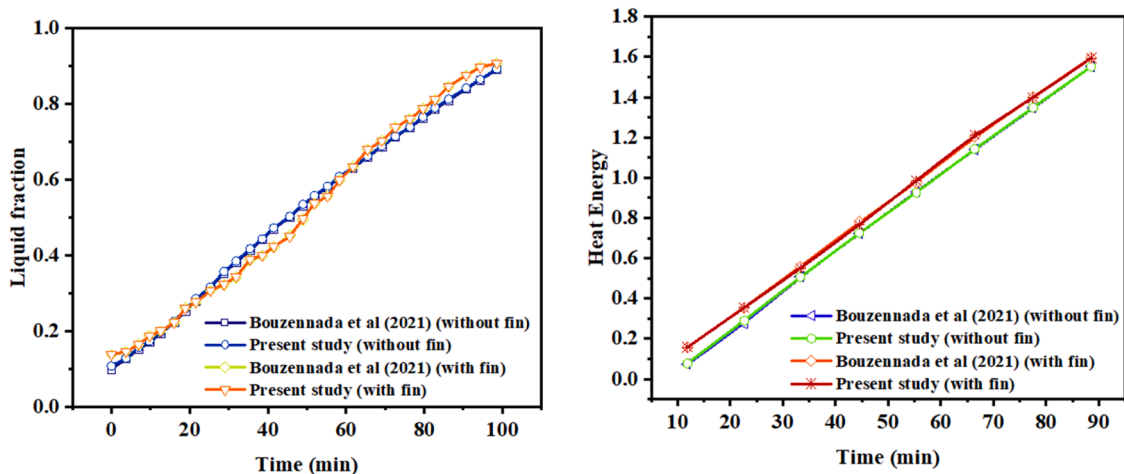 1.0
0.8
0.6
0.4
0.2
0.0
Liquid fraction
Bouzennada et al (2021) (without fin)
Present study (without fin)
Bouzennada et al (2021) (with fin)
Present study (with fin)
0 20 40 60 80 100
Time (min)
1.8
1.6
1.4
1.2
1.0
0.8
0.6
0.4
0.2
0.0
Heat Energy
Bouzennada et al (2021) (without fin)
Present study (without fin)
Bouzennada et al (2021) (with fin)
Present study (with fin)
10 20 30 40 50 60 70 80 90
Time (min)